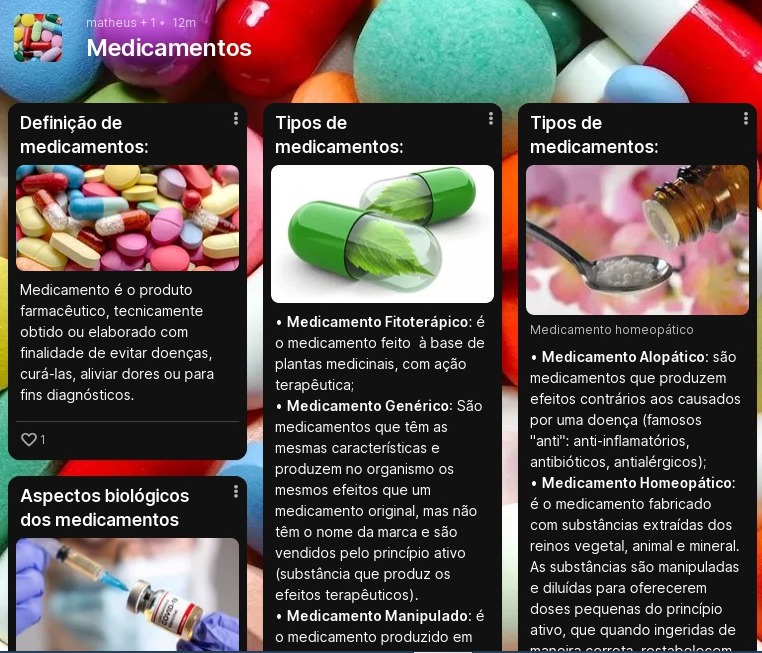 matheus + 1 • 12m
Medicamentos
Definição de
medicamentos:
Medicamento é o produto
farmacêutico, tecnicamente
obtido ou elaborado com
finalidade de evitar doenças,
curá-las, aliviar dores ou para
fins diagnósticos.
1
Aspectos biológicos
dos medicamentos
COVID-19
Tipos de
medicamentos:
• Medicamento Fitoterápico: é
o medicamento feito  à base de
plantas medicinais, com ação
terapêutica;
• Medicamento Genérico: São
medicamentos que têm as
mesmas características e
produzem no organismo os
mesmos efeitos que um
medicamento original, mas não
têm o nome da marca e são
vendidos pelo princípio ativo
(substância que produz os
efeitos terapêuticos).
• Medicamento Manipulado: é
o medicamento produzido em
Tipos de
medicamentos:
Medicamento homeopático
• Medicamento Alopático: são
medicamentos que produzem
efeitos contrários aos causados
por uma doença (famosos
"anti": anti-inflamatórios,
antibióticos, antialérgicos);
• Medicamento Homeopático:
é o medicamento fabricado
com substâncias extraídas dos
reinos vegetal, animal e mineral.
As substâncias são manipuladas
e diluídas para oferecerem
doses pequenas do princípio
ativo, que quando ingeridas de
maneira correta, restabelecem